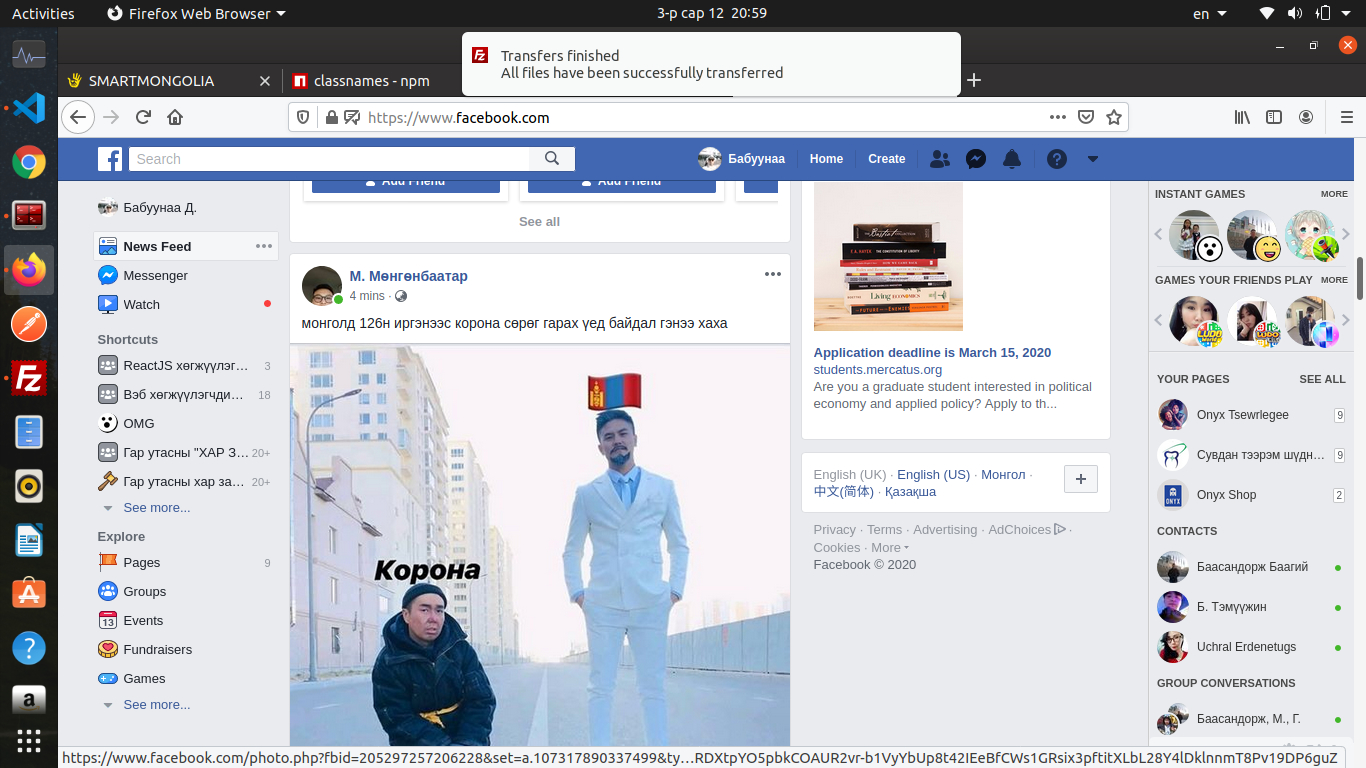 Activities
Firefox Web Browser
3-р сар 12 20:59
en
Transfers finished
All files have been successfully transferred
SMARTMONGOLIA
classnames - npm
https://www.facebook.com
Search
Бабуунаа
Home
Create
Бабуунаа Д.
News Feed
Messenger
Watch
Shortcuts
ReactJS хөгжүүлэг... 3
Вэб хөгжүүлэгчди... 18
OMG
Гар утасны "ХАР З... 20+
Гар утасны хар за... 20+
See more...
Explore
Pages 9
Groups
Events
Fundraisers
Games
See more...
Add Friend
Add Friend
See all
М. Мөнгөнбаатар
4 mins ·
монголд 126н иргэнээс корона сөрөг гарах үед байдал гэнээ хаха
Корона
THE CONSTITUTION OF LIBERTY
Living ECONOMICS
Application deadline is March 15, 2020
students.mercatus.org
Are you a graduate student interested in political
economy and applied policy? Apply to th...
English (UK) · English (US) · Монгол ·
中文(简体) · Қазақша
Privacy · Terms · Advertising · AdChoices ·
Cookies · More
Facebook © 2020
INSTANT GAMES MORE
GAMES YOUR FRIENDS PLAY MORE
YOUR PAGES SEE ALL
Onyx Tsewrlegee 9
Сувдан тээрэм шүдн... 9
Onyx Shop 2
CONTACTS
Баасандорж Баагий
Б. Тэмүүжин
Uchral Erdenetugs
GROUP CONVERSATIONS
Баасандорж, М., Г.
https://www.facebook.com/photo.php?fbid=205297257206228&set=a.107317890337499&ty…RDXtpYO5pbkCOAUR2vr-b1VyYbUp8t42IEeBfCWs1GRsix3pftitXLbL28Y4lDklnnmT8Pv19DP6guZ